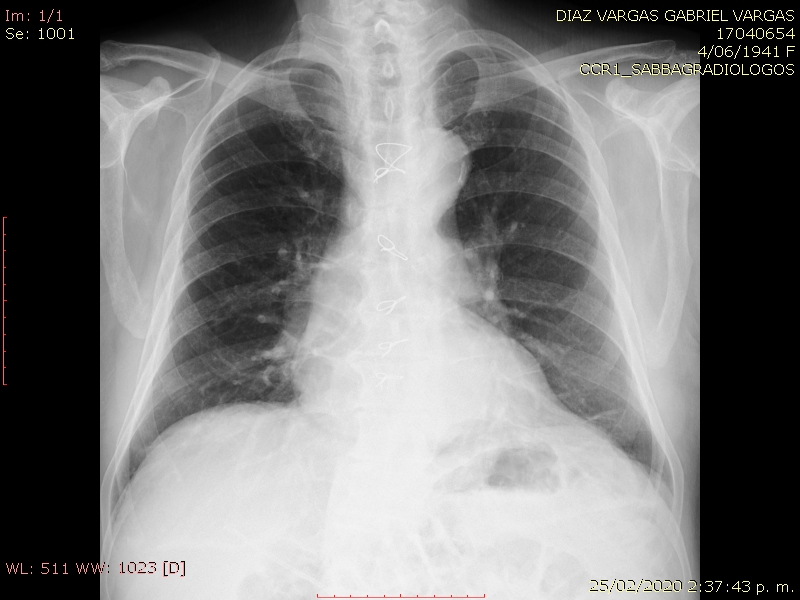 Im: 1/1
Se: 1001
DIAZ VARGAS GABRIEL VARGAS
17040654
4/06/1941 F
CCR1_SABBAGRADIOLOGOS
WL: 511 WW: 1023 [D]
25/02/2020 2:37:43 p. m.